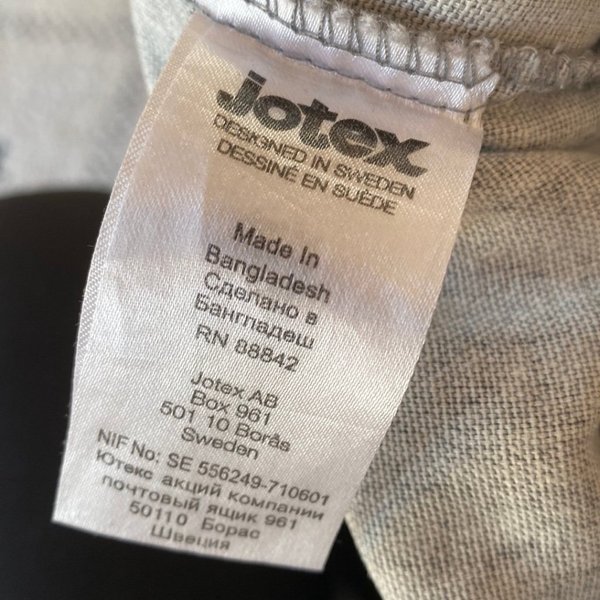 jotex
DESIGNED IN SWEDEN
DESSINÉ EN SUÈDE
Made In
Bangladesh
Сделано в
Бангладеш
RN 88842
Jotex AB
Box 961
501 10 Borås
Sweden
NIF No: SE 556249-710601
Ютекс акций компании
почтовый ящик 961
50110 Борас
Швеция